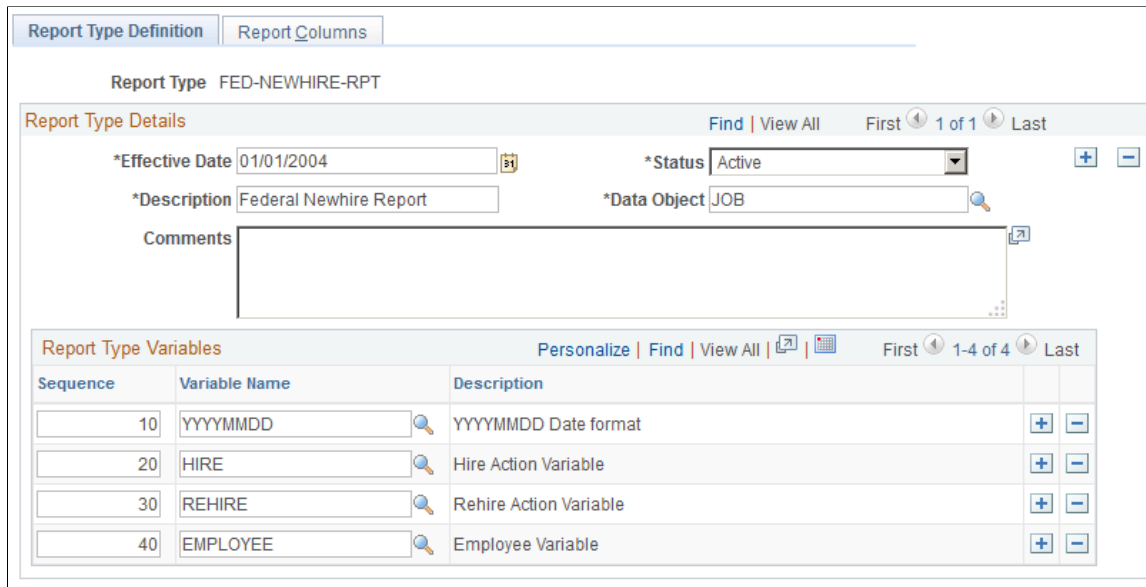 Report Type Definition Report Columns
Report Type FED-NEWHIRE-RPT
Report Type Details Find | View All First 1 of 1 Last
*Effective Date 01/01/2004 31 *Status Active
*Description Federal Newhire Report *Data Object JOB
Comments
Report Type Variables Personalize | Find | View All | | First 1-4 of 4 Last
Sequence Variable Name Description
10 YYYYMMDD YYYYMMDD Date format
20 HIRE Hire Action Variable
30 REHIRE Rehire Action Variable
40 EMPLOYEE Employee Variable